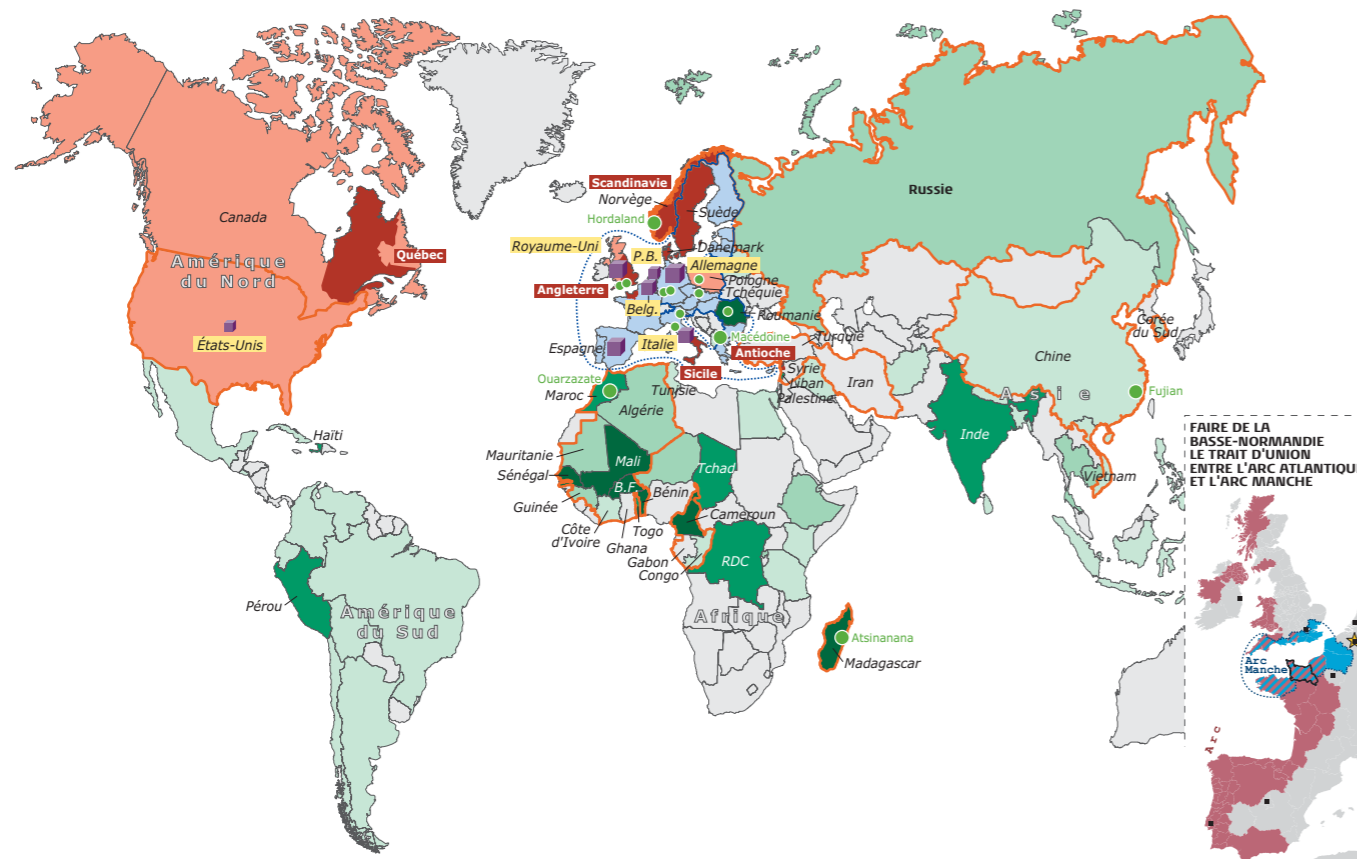 Canada
Québec
Amérique
du Nord
États-Unis
Haïti
Pérou
Amérique
du Sud
Scandinavie
Norvège
Suède
Hordaland
Royaume-Uni
P.B.
Danemark
Allemagne
Pologne
Tchéquie
Angleterre
Belg.
Roumanie
Espagne
Italie
Macédoine
Turquie
Antioche
Sicile
Syrie
Liban
Palestine
Iran
Russie
Corée
du Sud
Chine
Asie
Fujian
Inde
Vietnam
Ouarzazate
Maroc
Tunisie
Algérie
Mauritanie
Sénégal
Mali
B.F.
Tchad
Guinée
Bénin
Côte
d'Ivoire
Togo
Ghana
Cameroun
Gabon
Congo
RDC
Afrique
Atsinanana
Madagascar
FAIRE DE LA
BASSE-NORMANDIE
LE TRAIT D'UNION
ENTRE L'ARC ATLANTIQUE
ET L'ARC MANCHE
Arc
Manche
Arc